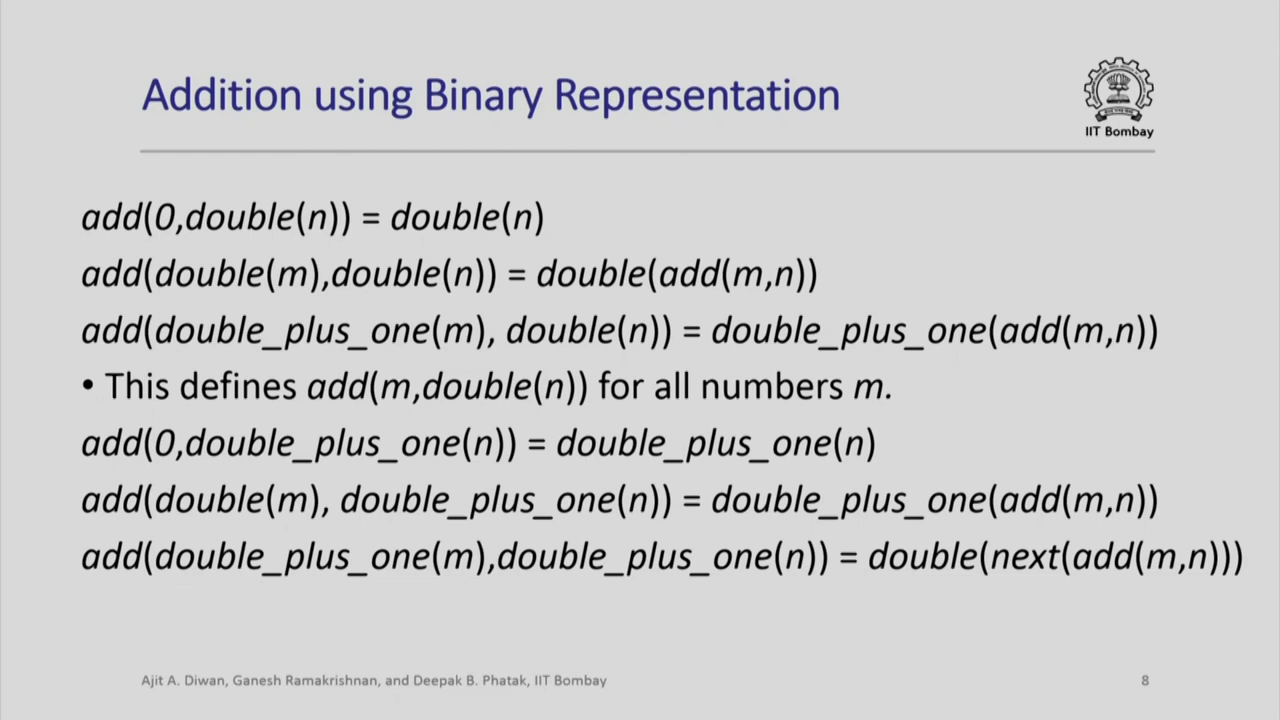 Addition using Binary Representation
IIT Bombay
add(0,double(n)) = double(n)
add(double(m),double(n)) = double(add(m,n))
add(double_plus_one(m), double(n)) = double_plus_one(add(m,n))
• This defines add(m,double(n)) for all numbers m.
add(0,double_plus_one(n)) = double_plus_one(n)
add(double(m), double_plus_one(n)) = double_plus_one(add(m,n))
add(double_plus_one(m),double_plus_one(n)) = double(next(add(m,n)))
Ajit A. Diwan, Ganesh Ramakrishnan, and Deepak B. Phatak, IIT Bombay
8